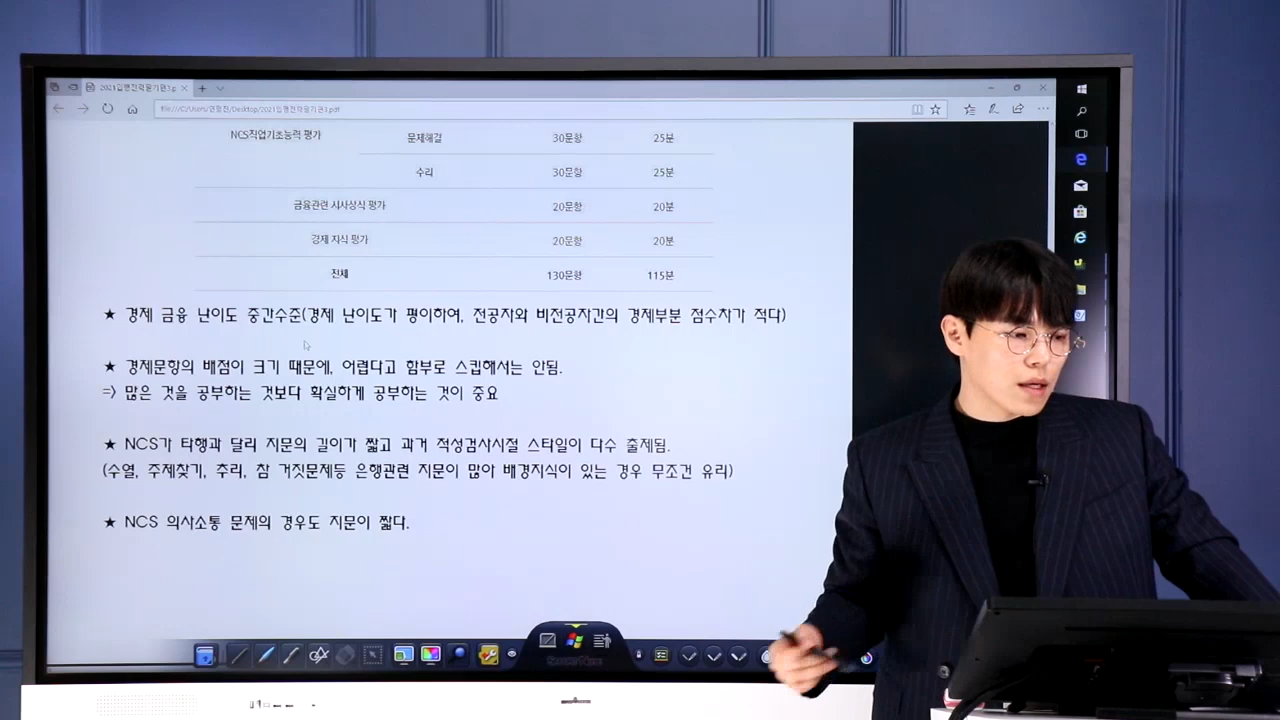 NCS직업기초능력 평가 문제해결 30문항 25분
수리 30문항 25분
금융관련 시사상식 평가 20문항 20분
경제 지식 평가 20문항 20분
전체 130문항 115분
★ 경제 금융 난이도 중간수준(경제 난이도가 평이하여, 전공자와 비전공자간의 경제부분 점수차가 적다)
★ 경제문항의 배점이 크기 때문에, 어렵다고 함부로 스킵해서는 안됨.
=> 많은 것을 공부하는 것보다 확실하게 공부하는 것이 중요
★ NCS가 타행과 달리 지문의 길이가 짧고 과거 적성검사시절 스타일이 다수 출제됨.
(수열, 주제찾기, 추리, 참 거짓문제등 은행관련 지문이 많아 배경지식이 있는 경우 무조건 유리)
★ NCS 의사소통 문제의 경우도 지문이 짧다.